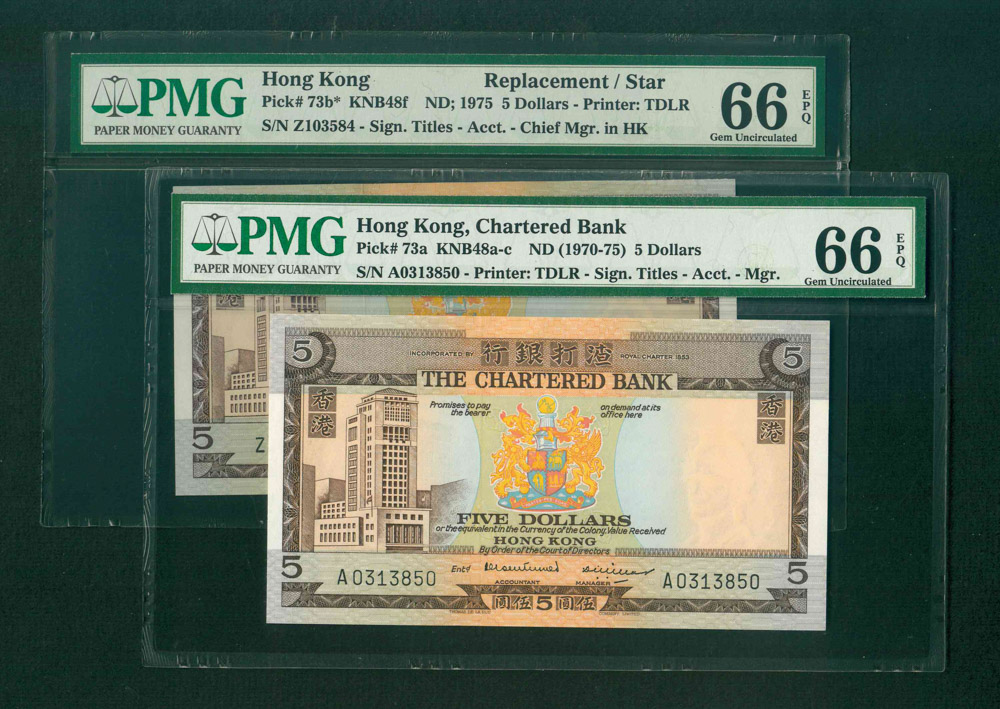 PMG
PAPER MONEY GUARANTY
Hong Kong Replacement / Star
Pick# 73b* KNB48f ND; 1975 5 Dollars - Printer: TDLR
S/N Z103584 - Sign. Titles - Acct. - Chief Mgr. in HK
66 EPQ
Gem Uncirculated
PMG
PAPER MONEY GUARANTY
Hong Kong, Chartered Bank
Pick# 73a KNB48a-c ND (1970-75) 5 Dollars
S/N A0313850 - Printer: TDLR - Sign. Titles - Acct. - Mgr.
66 EPQ
Gem Uncirculated
5 Z
5 INCORPORATED BY 行銀打渣 ROYAL CHARTER 1853 5
THE CHARTERED BANK
香港 香港
Promises to pay the bearer
on demand at its office here
FIVE DOLLARS
or the equivalent in the Currency of the Colony, Value Received
HONG KONG
By Order of the Court of Directors
5 Entd 5
A0313850 ACCOUNTANT MANAGER A0313850
圓伍 5 圓伍